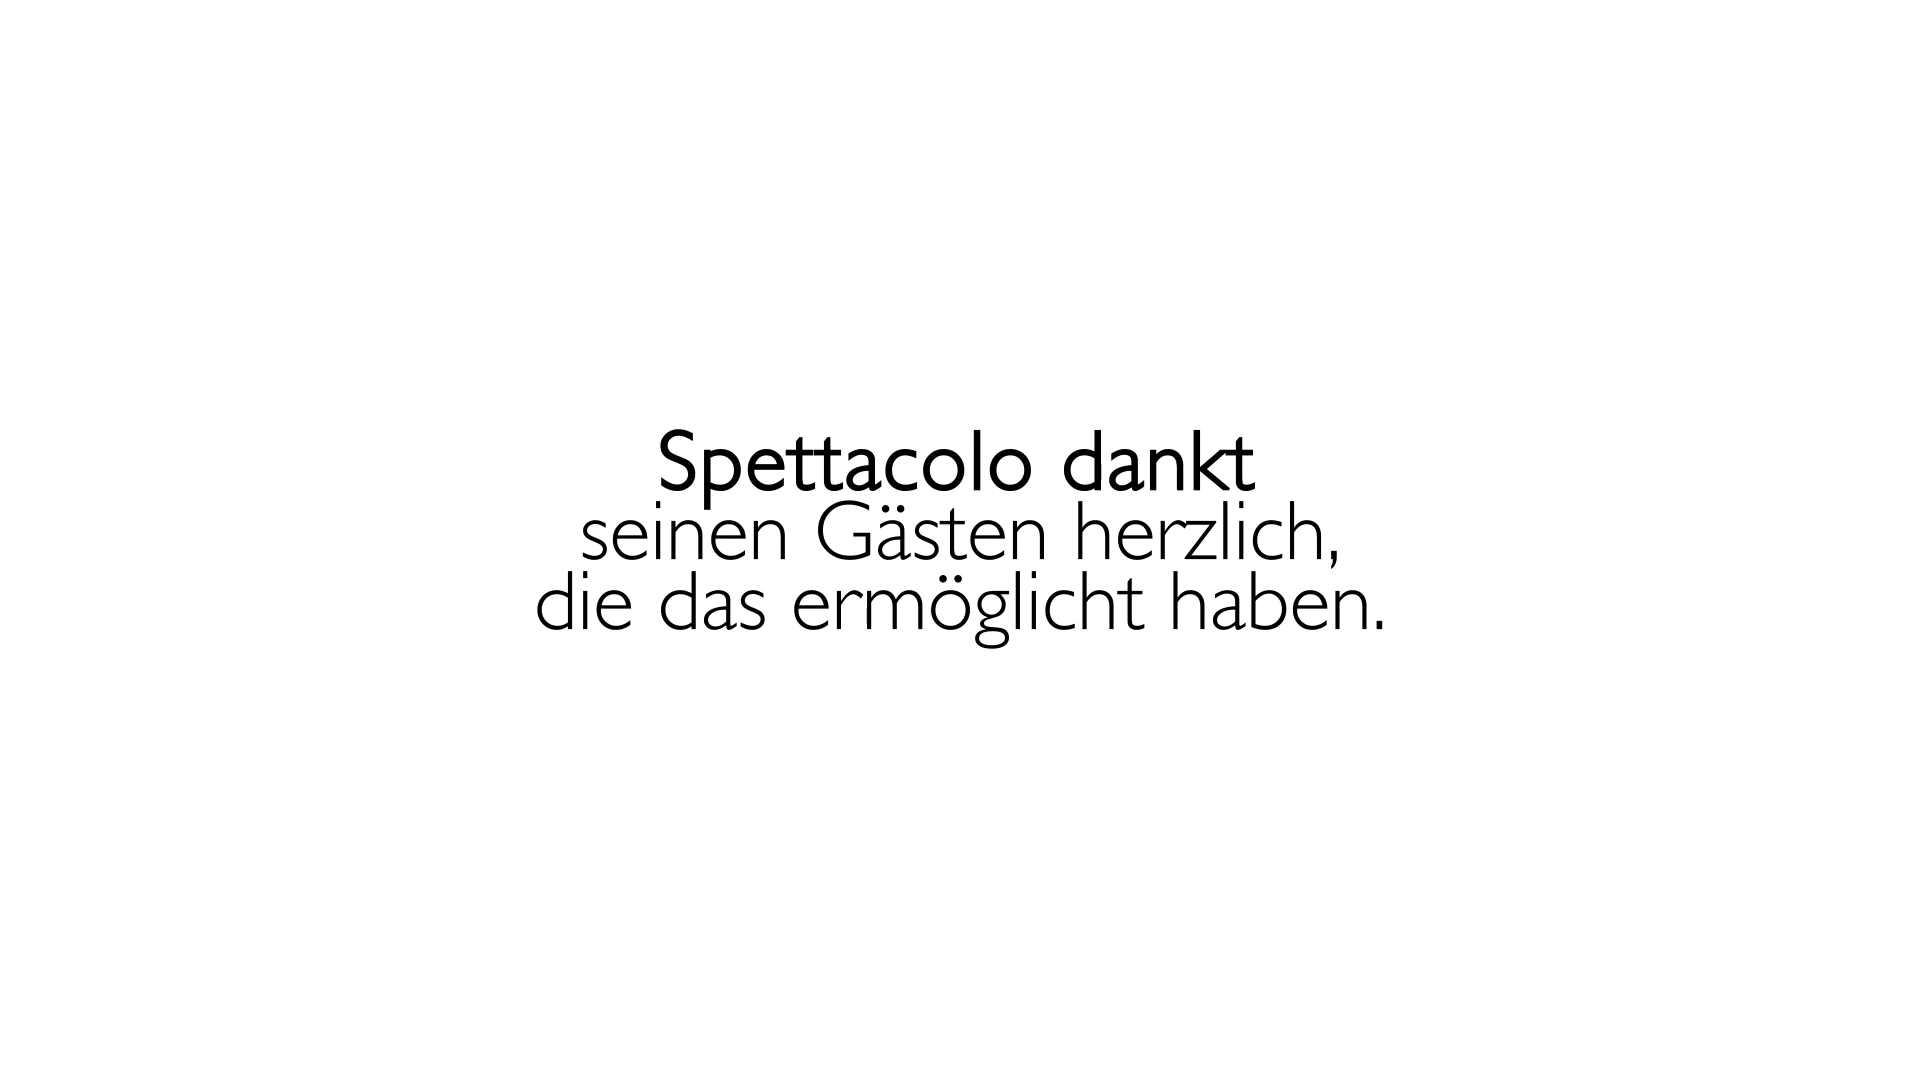 Spettacolo dankt
seinen Gästen herzlich,
die das ermöglicht haben.